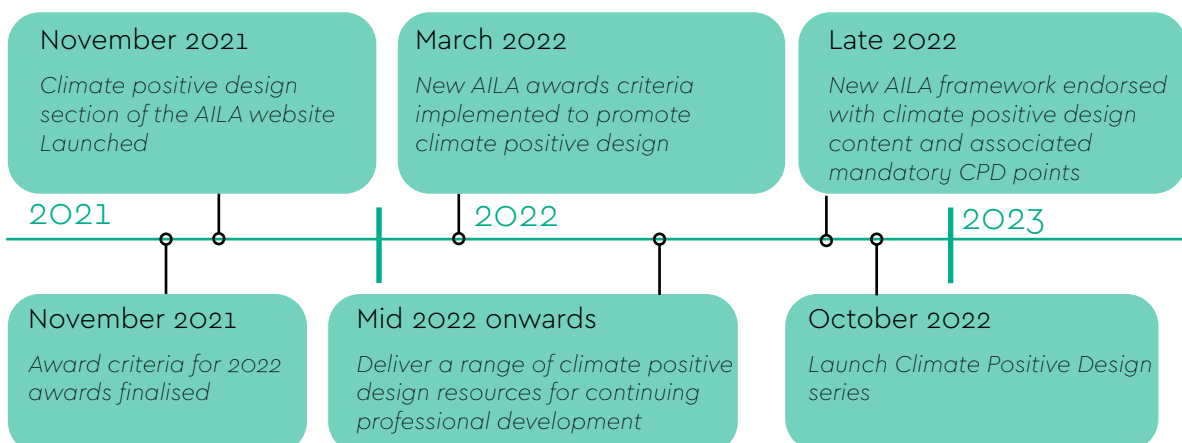 November 2021
Climate positive design
section of the AILA website
Launched
March 2022
New AILA awards criteria
implemented to promote
climate positive design
Late 2022
New AILA framework endorsed
with climate positive design
content and associated
mandatory CPD points
2021
2022
2023
November 2021
Award criteria for 2022
awards finalised
Mid 2022 onwards
Deliver a range of climate positive
design resources for continuing
professional development
October 2022
Launch Climate Positive Design
series